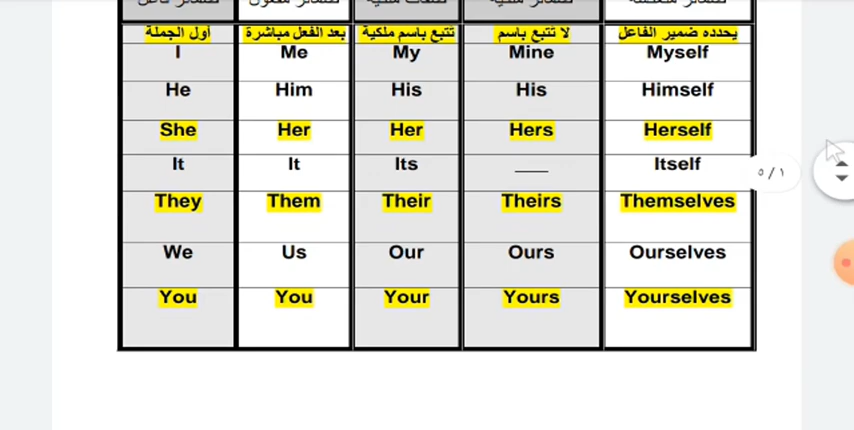 أول الجملة بعد الفعل مباشرة تتبع باسم ملكية لا تتبع باسم يحدده ضمير الفاعل
I Me My Mine Myself
He Him His His Himself
She Her Her Hers Herself
It It Its — Itself
٥ / ١
They Them Their Theirs Themselves
We Us Our Ours Ourselves
You You Your Yours Yourselves